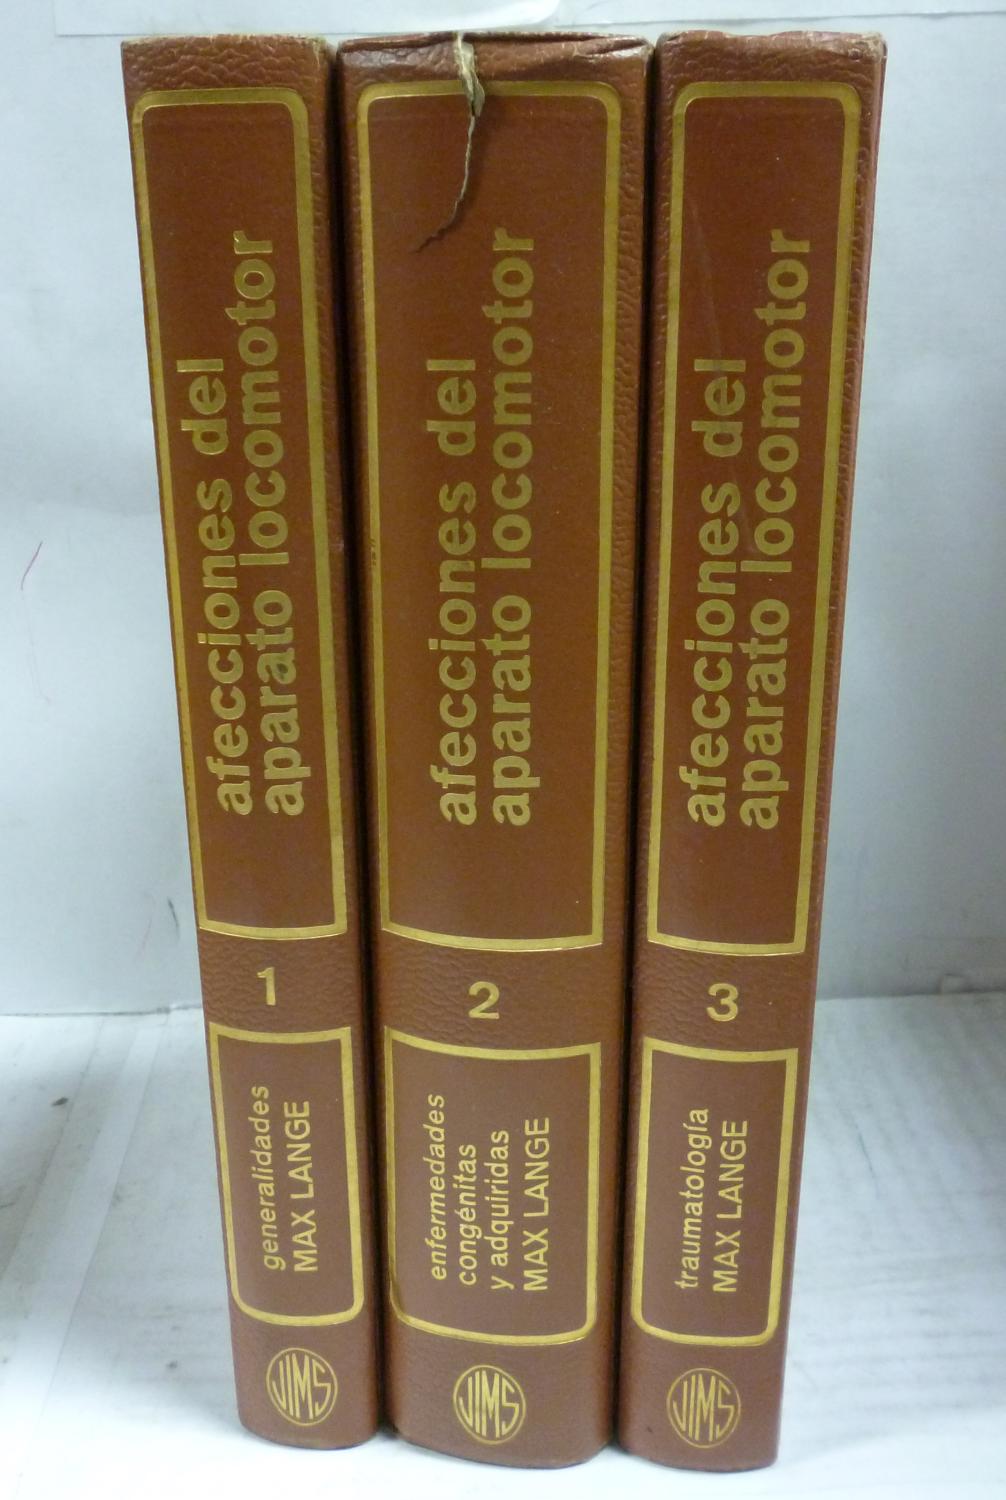 afecciones del
aparato locomotor
1
generalidades
MAX LANGE
JIMS
afecciones del
aparato locomotor
2
enfermedades
congénitas
y adquiridas
MAX LANGE
JIMS
afecciones del
aparato locomotor
3
traumatología
MAX LANGE
JIMS